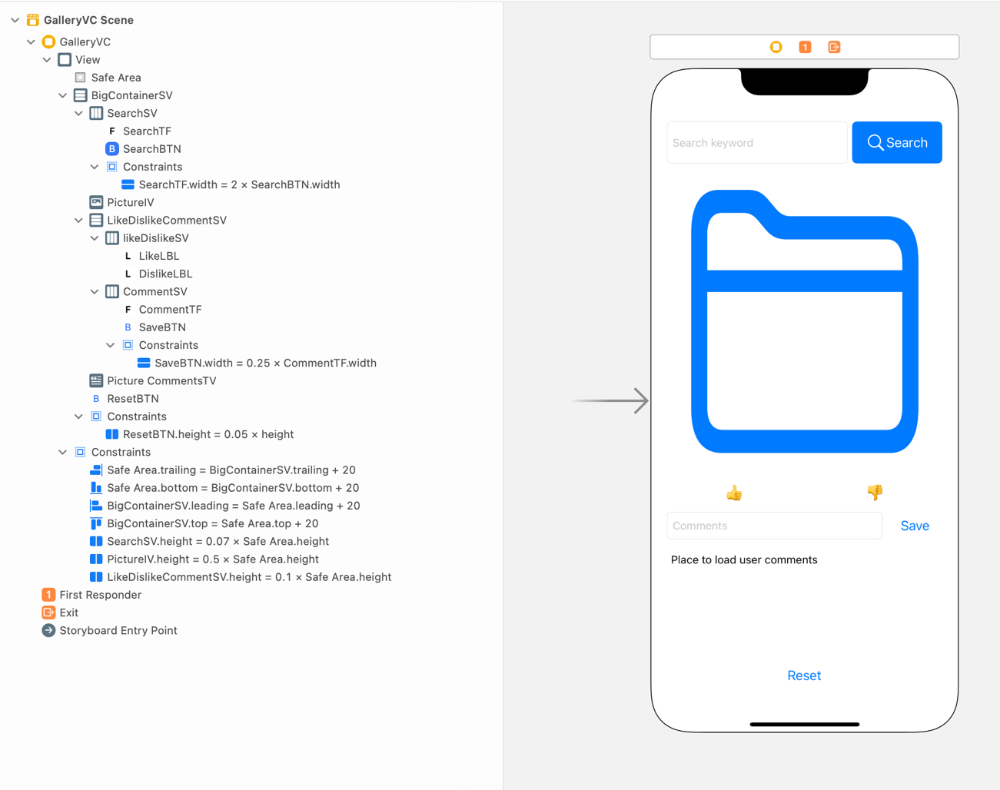 GalleryVC Scene
GalleryVC
View
Safe Area
BigContainerSV
SearchSV
F SearchTF
B SearchBTN
Constraints
SearchTF.width = 2 × SearchBTN.width
PictureIV
LikeDislikeCommentSV
likeDislikeSV
L LikeLBL
L DislikeLBL
CommentSV
F CommentTF
B SaveBTN
Constraints
SaveBTN.width = 0.25 × CommentTF.width
Picture CommentsTV
B ResetBTN
Constraints
ResetBTN.height = 0.05 × height
Constraints
Safe Area.trailing = BigContainerSV.trailing + 20
Safe Area.bottom = BigContainerSV.bottom + 20
BigContainerSV.leading = Safe Area.leading + 20
BigContainerSV.top = Safe Area.top + 20
SearchSV.height = 0.07 × Safe Area.height
PictureIV.height = 0.5 × Safe Area.height
LikeDislikeCommentSV.height = 0.1 × Safe Area.height
1 First Responder
Exit
Storyboard Entry Point
1
Search keyword
Search
👍 👎
Comments
Save
Place to load user comments
Reset